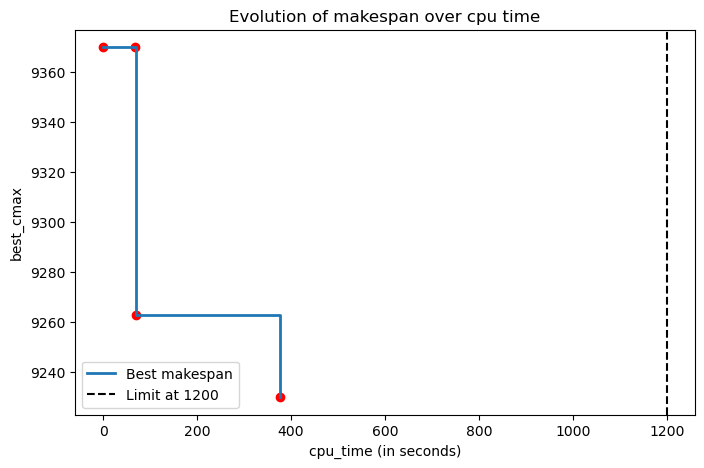 Evolution of makespan over cpu time
best_cmax
9360
9340
9320
9300
9280
9260
9240
Best makespan
Limit at 1200
0 200 400 600 800 1000 1200
cpu_time (in seconds)